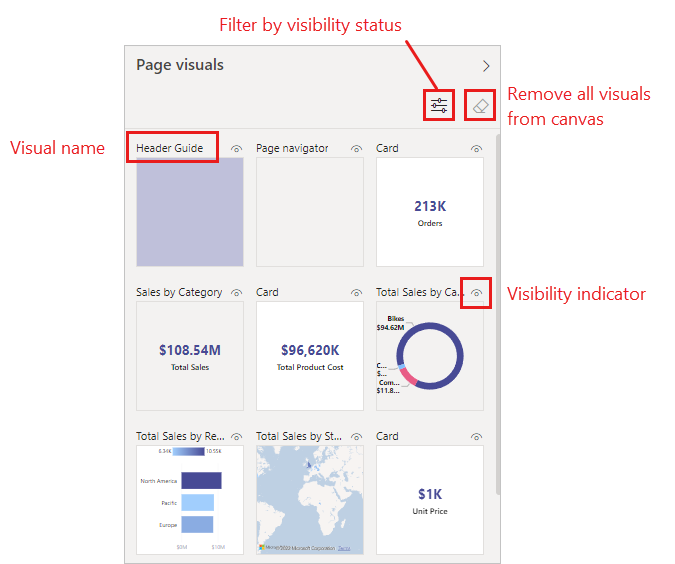 Filter by visibility status
Page visuals
Remove all visuals
from canvas
Visual name
Header Guide
Page navigator
Card
213K
Orders
Sales by Category
Card
Total Sales by Ca...
Visibility indicator
$108.54M
Total Sales
$96,620K
Total Product Cost
Bikes
$94.62M
C...
$...
Com...
$11.8...
Total Sales by Re...
Total Sales by St...
Card
6.34K
10.55K
North America
Pacific
Europe
$0M
$10M
© 2022 Microsoft Corporation
Terms
$1K
Unit Price